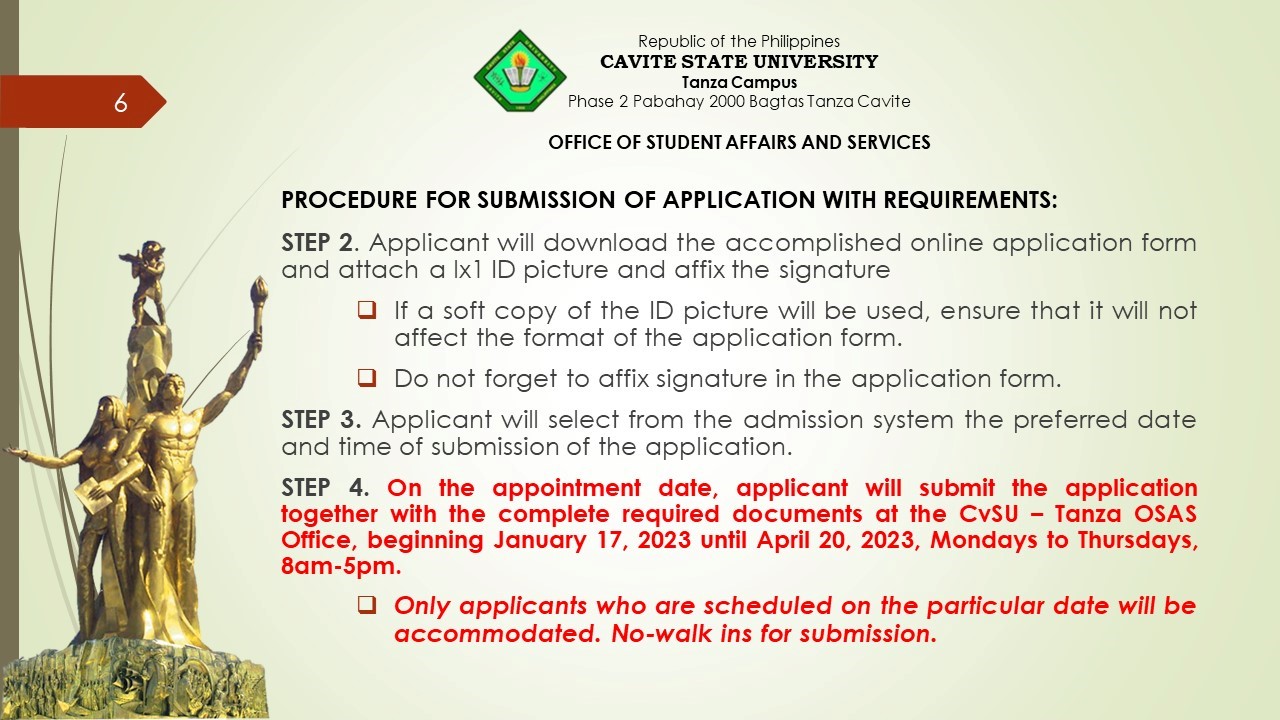 Republic of the Philippines
CAVITE STATE UNIVERSITY
Tanza Campus
Phase 2 Pabahay 2000 Bagtas Tanza Cavite
6
OFFICE OF STUDENT AFFAIRS AND SERVICES
PROCEDURE FOR SUBMISSION OF APPLICATION WITH REQUIREMENTS:
STEP 2. Applicant will download the accomplished online application form
and attach a lx1 ID picture and affix the signature
If a soft copy of the ID picture will be used, ensure that it will not
affect the format of the application form.
Do not forget to affix signature in the application form.
STEP 3. Applicant will select from the admission system the preferred date
and time of submission of the application.
STEP 4. On the appointment date, applicant will submit the application
together with the complete required documents at the CvSU – Tanza OSAS
Office, beginning January 17, 2023 until April 20, 2023, Mondays to Thursdays,
8am-5pm.
Only applicants who are scheduled on the particular date will be
accommodated. No-walk ins for submission.